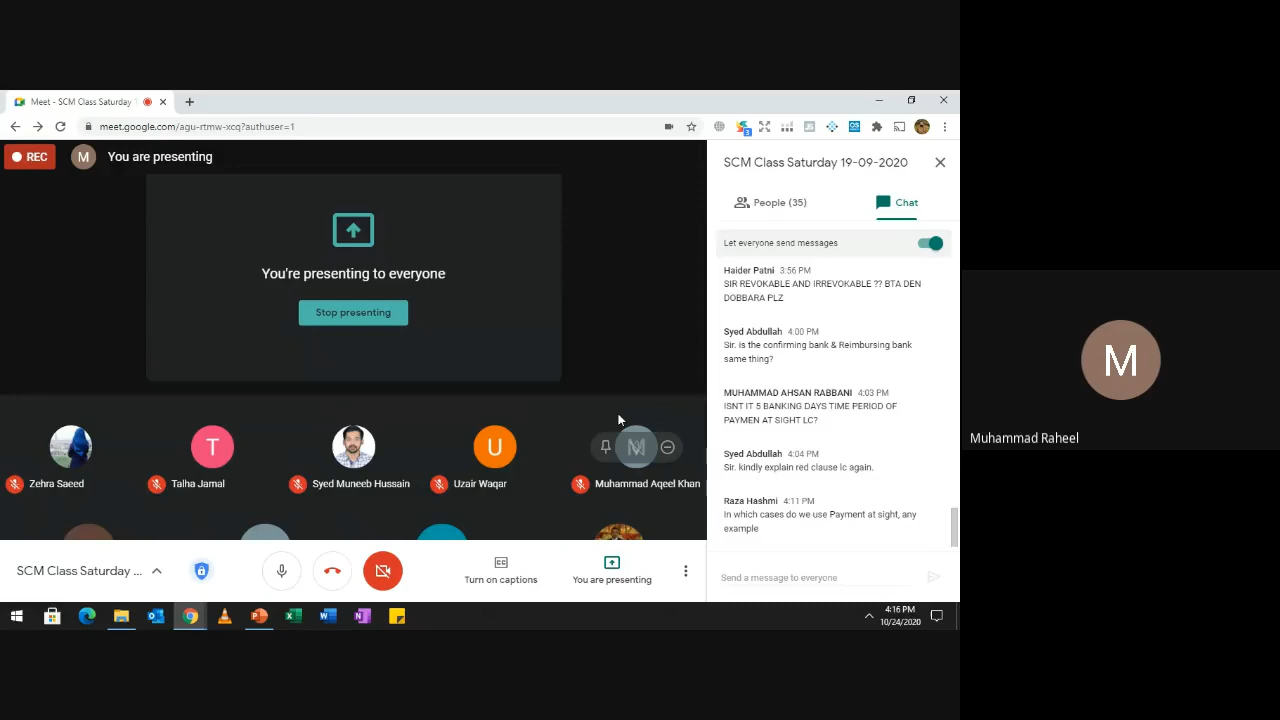 Meet - SCM Class Saturday 1
meet.google.com/agu-rtmw-xcq?authuser=1
3
REC
M
You are presenting
SCM Class Saturday 19-09-2020
People (35)
Chat
Let everyone send messages
You're presenting to everyone
Stop presenting
Haider Patni 3:56 PM
SIR REVOKABLE AND IRREVOKABLE ?? BTA DEN
DOBBARA PLZ
Syed Abdullah 4:00 PM
Sir. is the confirming bank & Reimbursing bank
same thing?
MUHAMMAD AHSAN RABBANI 4:03 PM
ISNT IT 5 BANKING DAYS TIME PERIOD OF
PAYMEN AT SIGHT LC?
Syed Abdullah 4:04 PM
Sir. kindly explain red clause lc again.
Raza Hashmi 4:11 PM
In which cases do we use Payment at sight, any
example
Send a message to everyone
T
U
M
Zehra Saeed
Talha Jamal
Syed Muneeb Hussain
Uzair Waqar
Muhammad Aqeel Khan
SCM Class Saturday ...
CC
Turn on captions
You are presenting
4:16 PM
10/24/2020
M
Muhammad Raheel